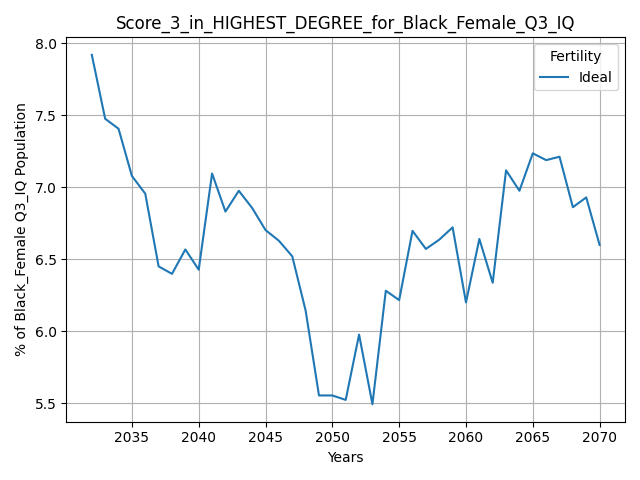 Score_3_in_HIGHEST_DEGREE_for_Black_Female_Q3_IQ
Fertility
Ideal
% of Black_Female Q3_IQ Population
8.0
7.5
7.0
6.5
6.0
5.5
2035 2040 2045 2050 2055 2060 2065 2070
Years